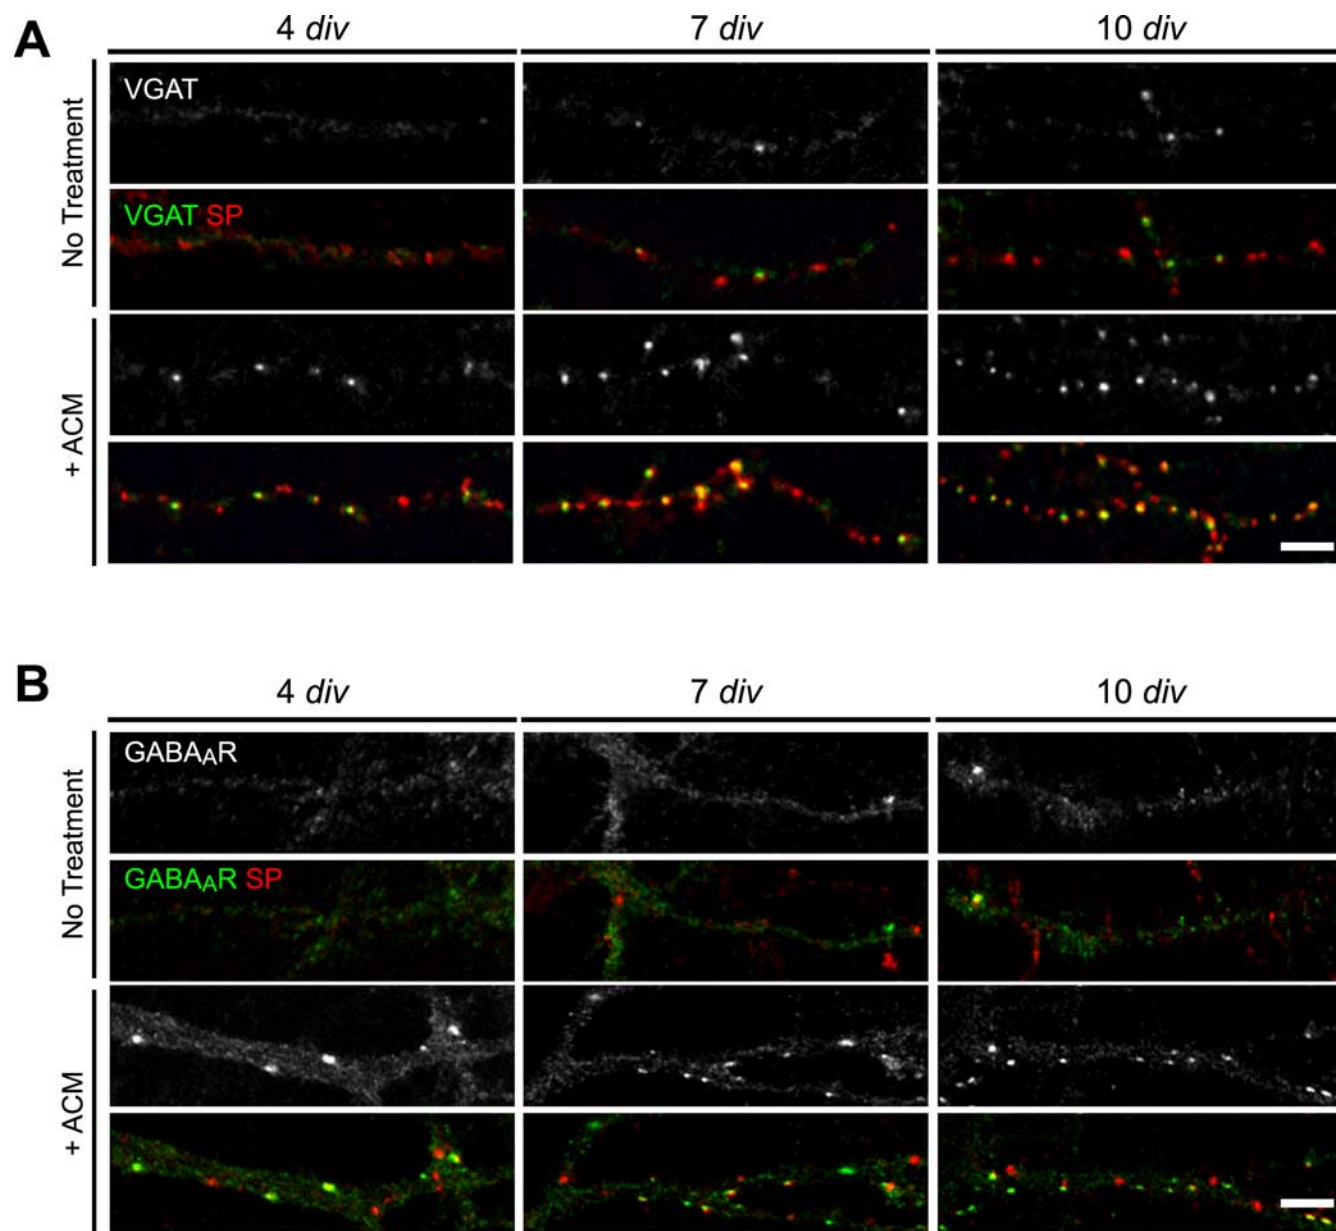 A
4 div 7 div 10 div
No Treatment
VGAT
VGAT SP
+ ACM
B
4 div 7 div 10 div
No Treatment
GABAAR
GABAAR SP
+ ACM